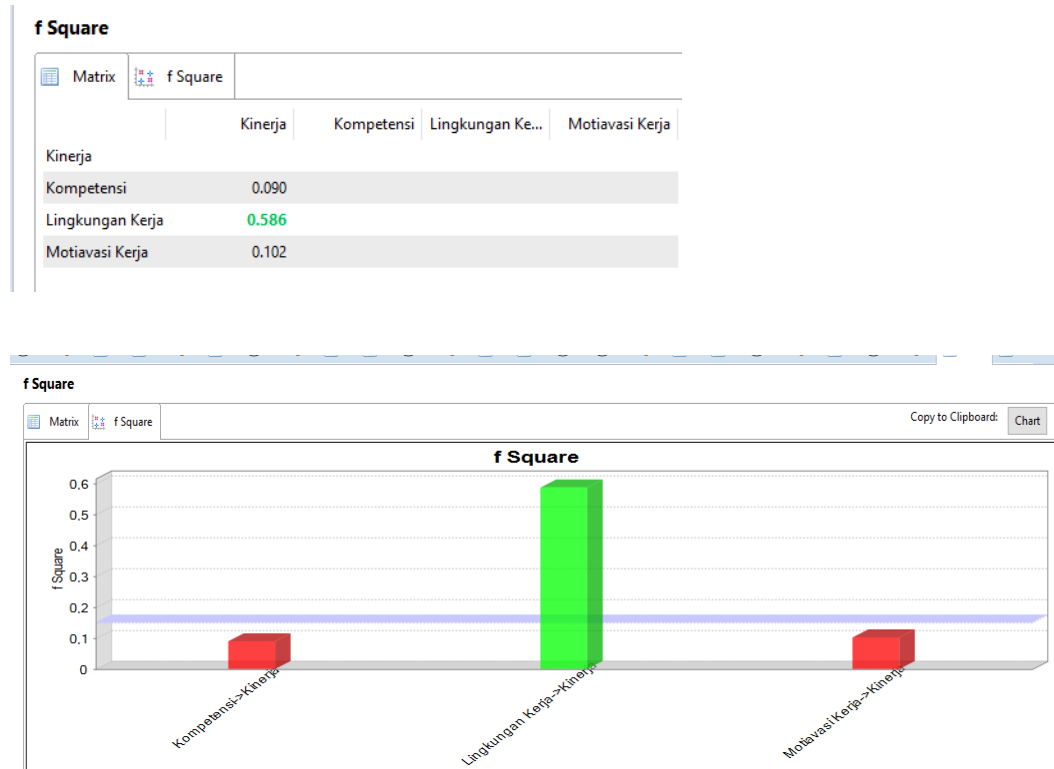 f Square
Matrix f Square
Kinerja Kompetensi Lingkungan Ke... Motiavasi Kerja
Kinerja
Kompetensi 0.090
Lingkungan Kerja 0.586
Motiavasi Kerja 0.102
f Square
Matrix f Square Copy to Clipboard: Chart
f Square
f Square
0.6
0.5
0.4
0.3
0.2
0.1
0
Kompetensi->Kinerja
Lingkungan Kerja->Kinerja
Motiavasi Kerja->Kinerja